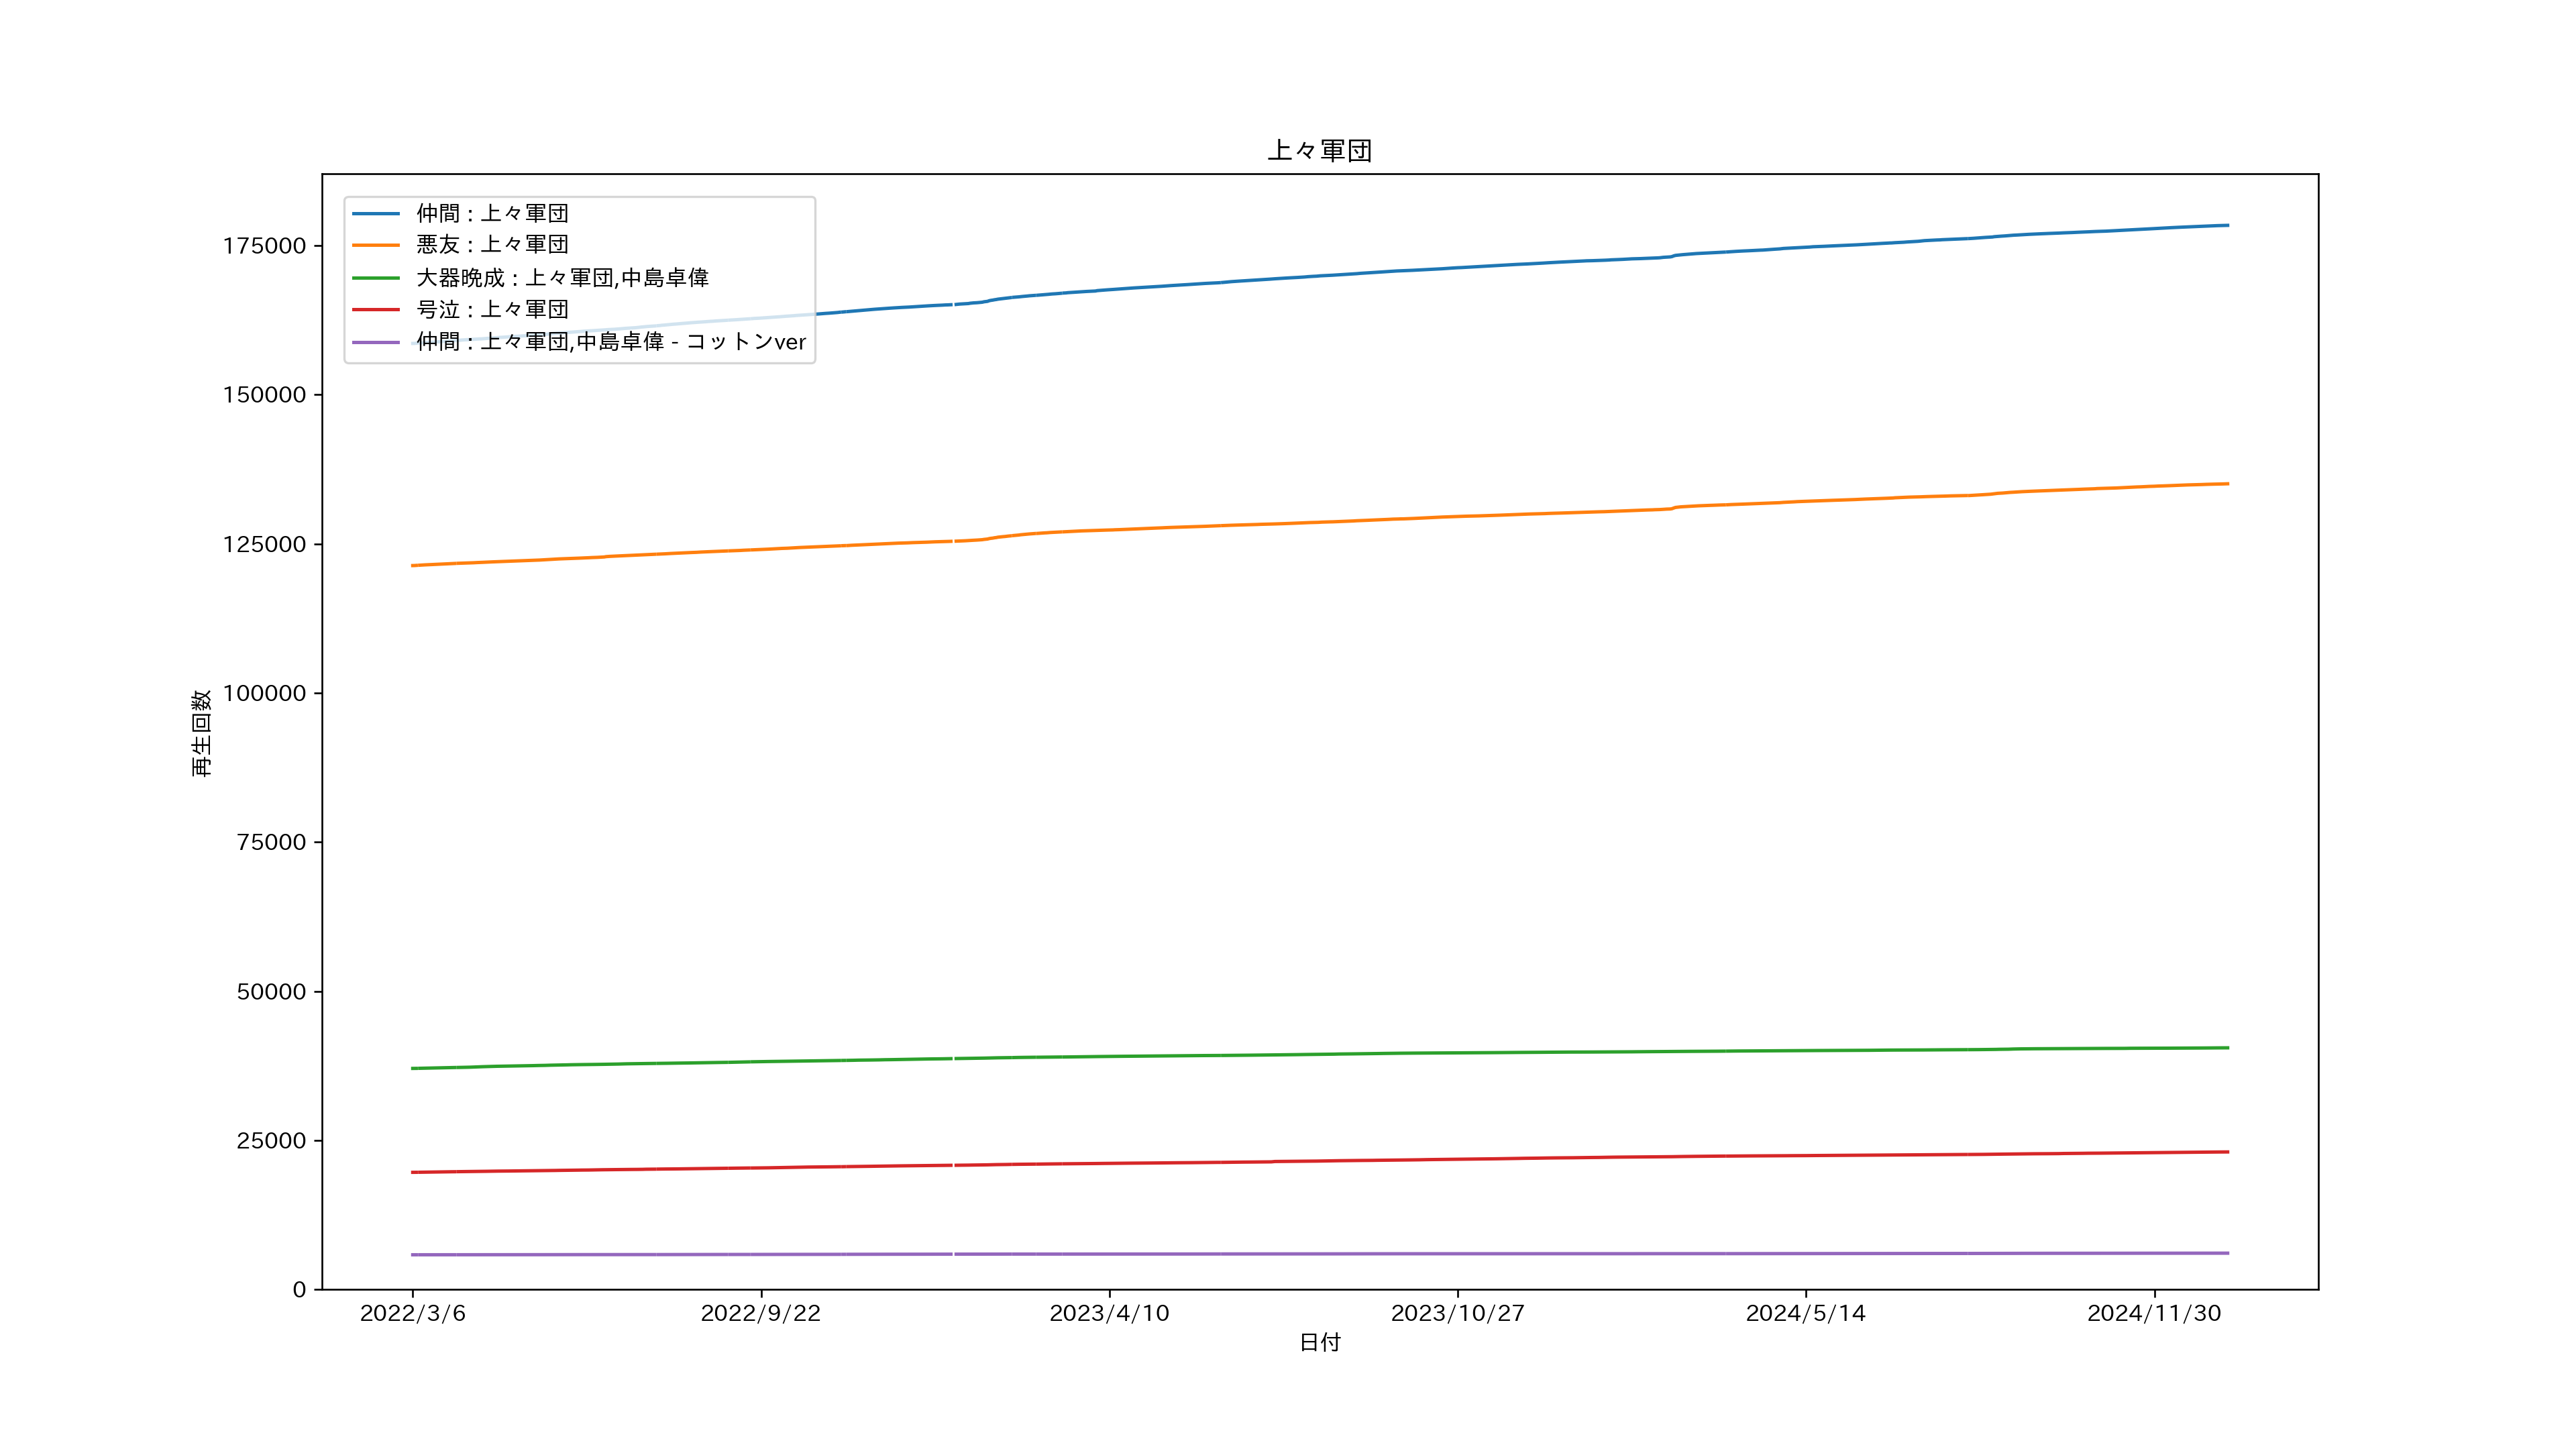 上々軍団
仲間 : 上々軍団
悪友 : 上々軍団
大器晩成 : 上々軍団,中島卓偉
号泣 : 上々軍団
仲間 : 上々軍団,中島卓偉 - コットンver
175000
150000
125000
100000
75000
50000
25000
0
再生回数
2022/3/6 2022/9/22 2023/4/10 2023/10/27 2024/5/14 2024/11/30
日付